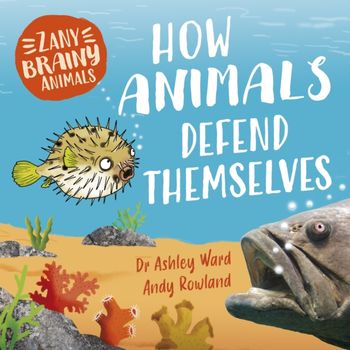 ZANY
BRAINY
ANIMALS
HOW
ANIMALS
DEFEND
THEMSELVES
Dr Ashley Ward
Andy Rowland